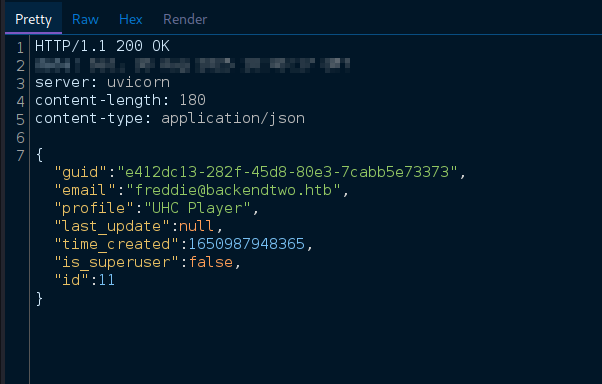 Pretty Raw Hex Render
1 HTTP/1.1 200 OK
2
3 server: uvicorn
4 content-length: 180
5 content-type: application/json
6
7 {
"guid":"e412dc13-282f-45d8-80e3-7cabb5e73373",
"email":"freddie@backendtwo.htb",
"profile":"UHC Player",
"last_update":null,
"time_created":1650987948365,
"is_superuser":false,
"id":11
}